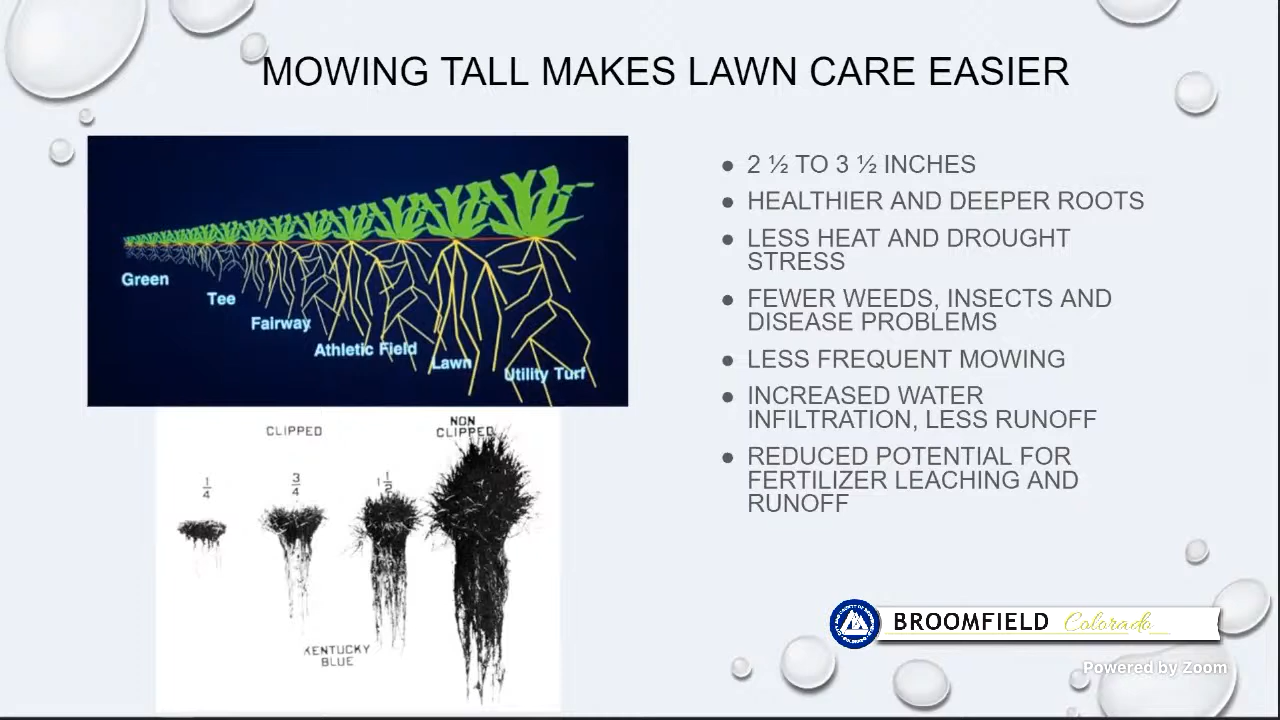 MOWING TALL MAKES LAWN CARE EASIER
Green
Tee
Fairway
Athletic Field
Lawn
Utility Turf
CLIPPED
NON
CLIPPED
1/4
3/4
1 1/2
KENTUCKY
BLUE
● 2 ½ TO 3 ½ INCHES
● HEALTHIER AND DEEPER ROOTS
● LESS HEAT AND DROUGHT
STRESS
● FEWER WEEDS, INSECTS AND
DISEASE PROBLEMS
● LESS FREQUENT MOWING
● INCREASED WATER
INFILTRATION, LESS RUNOFF
● REDUCED POTENTIAL FOR
FERTILIZER LEACHING AND
RUNOFF
BROOMFIELD Colorado
Powered by Zoom